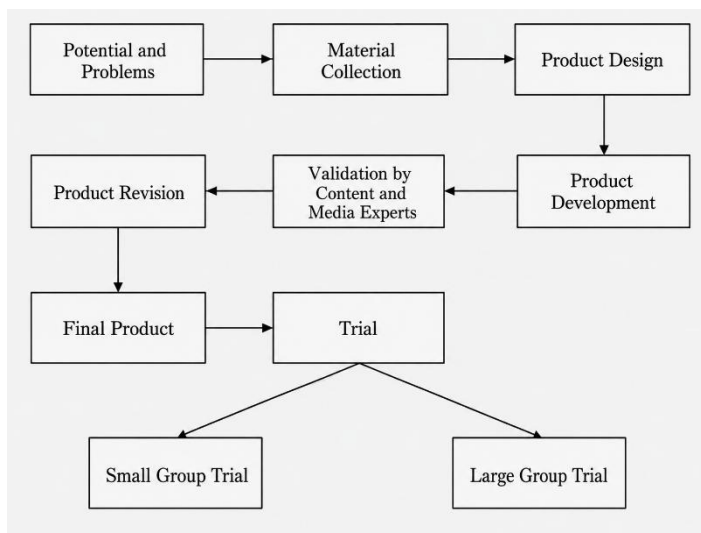 Potential and
Problems
Material
Collection
Product Design
Product Revision
Validation by
Content and
Media Experts
Product
Development
Final Product
Trial
Small Group Trial
Large Group Trial